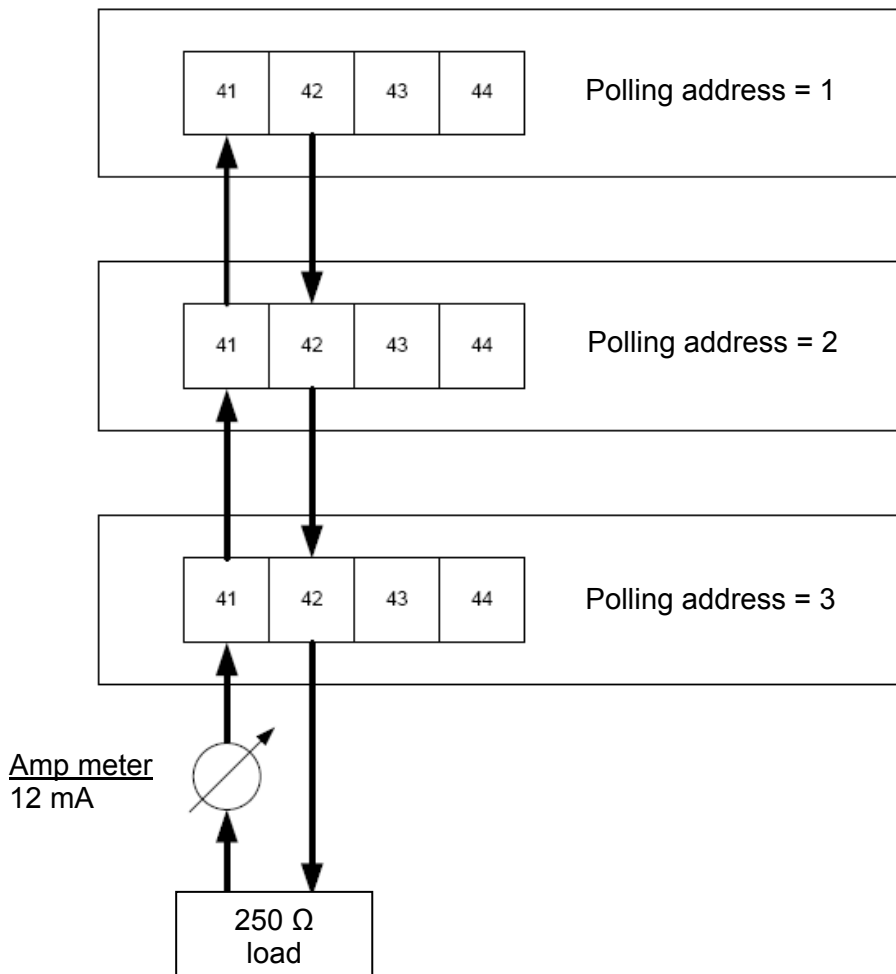 41 42 43 44 Polling address = 1
41 42 43 44 Polling address = 2
41 42 43 44 Polling address = 3
Amp meter
12 mA
250 Ω
load